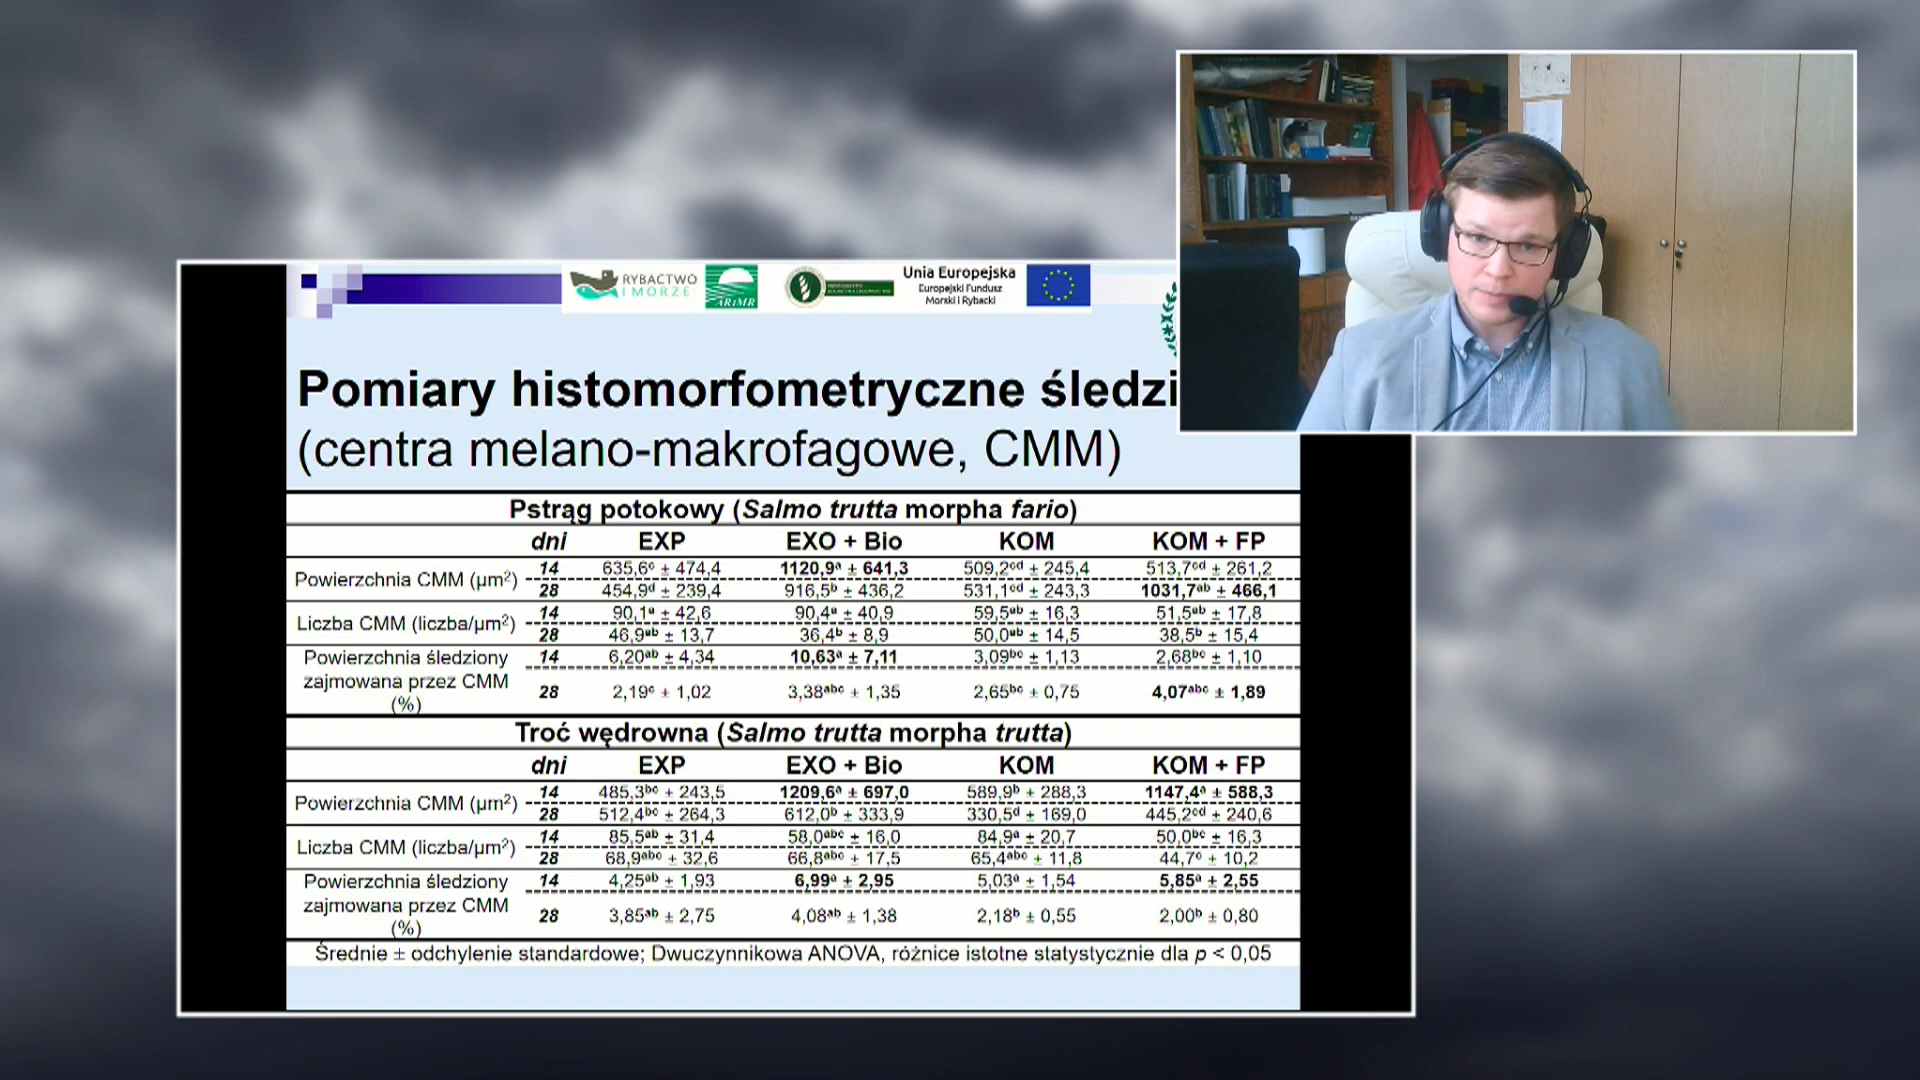 RYBACTWO
I MORZE
ARiMR
Unia Europejska
Europejski Fundusz
Morski i Rybacki
Pomiary histomorfometryczne śledzi
(centra melano-makrofagowe, CMM)
Pstrąg potokowy (Salmo trutta morpha fario)
dni EXP EXO + Bio KOM KOM + FP
Powierzchnia CMM (µm²)
14 635,6ᶜ ± 474,4 1120,9ᵃ ± 641,3 509,2ᶜᵈ ± 245,4 513,7ᶜᵈ ± 261,2
28 454,9ᵈ ± 239,4 916,5ᵇ ± 436,2 531,1ᶜᵈ ± 243,3 1031,7ᵃᵇ ± 466,1
Liczba CMM (liczba/µm²)
14 90,1ᵃ ± 42,6 90,4ᵃ ± 40,9 59,5ᵃᵇ ± 16,3 51,5ᵃᵇ ± 17,8
28 46,9ᵃᵇ ± 13,7 36,4ᵇ ± 8,9 50,0ᵃᵇ ± 14,5 38,5ᵇ ± 15,4
Powierzchnia śledziony
zajmowana przez CMM
(%)
14 6,20ᵃᵇ ± 4,34 10,63ᵃ ± 7,11 3,09ᵇᶜ ± 1,13 2,68ᵇᶜ ± 1,10
28 2,19ᶜ ± 1,02 3,38ᵃᵇᶜ ± 1,35 2,65ᵇᶜ ± 0,75 4,07ᵃᵇᶜ ± 1,89
Troć wędrowna (Salmo trutta morpha trutta)
dni EXP EXO + Bio KOM KOM + FP
Powierzchnia CMM (µm²)
14 485,3ᵇᶜ ± 243,5 1209,6ᵃ ± 697,0 589,9ᵇ ± 288,3 1147,4ᵃ ± 588,3
28 512,4ᵇᶜ ± 264,3 612,0ᵇ ± 333,9 330,5ᵈ ± 169,0 445,2ᶜᵈ ± 240,6
Liczba CMM (liczba/µm²)
14 85,5ᵃᵇ ± 31,4 58,0ᵃᵇᶜ ± 16,0 84,9ᵃ ± 20,7 50,0ᵇᶜ ± 16,3
28 68,9ᵃᵇᶜ ± 32,6 66,8ᵃᵇᶜ ± 17,5 65,4ᵃᵇᶜ ± 11,8 44,7ᶜ ± 10,2
Powierzchnia śledziony
zajmowana przez CMM
(%)
14 4,25ᵃᵇ ± 1,93 6,99ᵃ ± 2,95 5,03ᵃ ± 1,54 5,85ᵃ ± 2,55
28 3,85ᵃᵇ ± 2,75 4,08ᵃᵇ ± 1,38 2,18ᵇ ± 0,55 2,00ᵇ ± 0,80
Średnie ± odchylenie standardowe; Dwuczynnikowa ANOVA, różnice istotne statystycznie dla p < 0,05